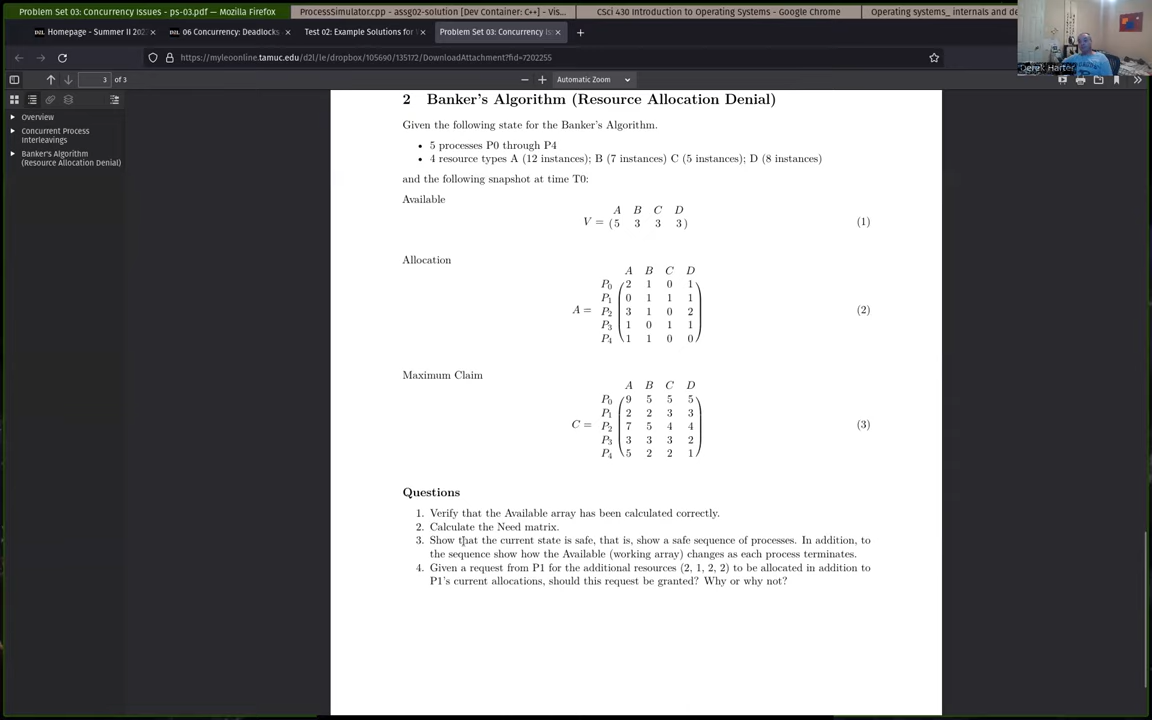 Problem Set 03: Concurrency Issues - ps-03.pdf — Mozilla Firefox
ProcessSimulator.cpp - assgg02-solution [Dev Container: C++] - Vis...
CSci 430 Introduction to Operating Systems - Google Chrome
Operating systems_ internals and de
Homepage - Summer II 202
06 Concurrency: Deadlocks
Test 02: Example Solutions for
Problem Set 03: Concurrency Is
https://myleoonline.tamuc.edu/d2l/le/dropbox/105690/135172/DownloadAttachment?fid=7202255
Derek Harter
3 of 3
Automatic Zoom
Overview
Concurrent Process
Interleavings
Banker's Algorithm
(Resource Allocation Denial)
2 Banker's Algorithm (Resource Allocation Denial)
Given the following state for the Banker's Algorithm.
• 5 processes P0 through P4
• 4 resource types A (12 instances); B (7 instances) C (5 instances); D (8 instances)
and the following snapshot at time T0:
Available
A B C D
V = (5 3 3 3) (1)
Allocation
A B C D
P0 2 1 0 1
P1 0 1 1 1
A = P2 3 1 0 2 (2)
P3 1 0 1 1
P4 1 1 0 0
Maximum Claim
A B C D
P0 9 5 5 5
P1 2 2 3 3
C = P2 7 5 4 4 (3)
P3 3 3 3 2
P4 5 2 2 1
Questions
1. Verify that the Available array has been calculated correctly.
2. Calculate the Need matrix.
3. Show that the current state is safe, that is, show a safe sequence of processes. In addition, to
the sequence show how the Available (working array) changes as each process terminates.
4. Given a request from P1 for the additional resources (2, 1, 2, 2) to be allocated in addition to
P1's current allocations, should this request be granted? Why or why not?